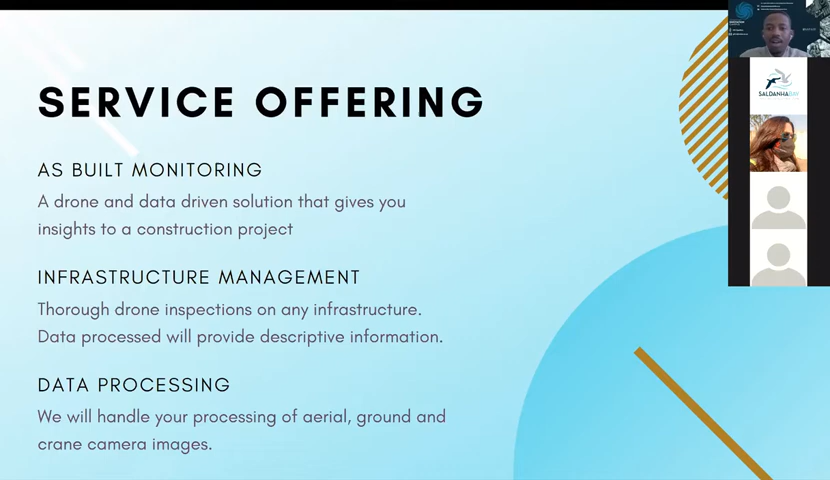 SERVICE OFFERING
AS BUILT MONITORING
A drone and data driven solution that gives you
insights to a construction project
INFRASTRUCTURE MANAGEMENT
Thorough drone inspections on any infrastructure.
Data processed will provide descriptive information.
DATA PROCESSING
We will handle your processing of aerial, ground and
crane camera images.
SALDANHABAY